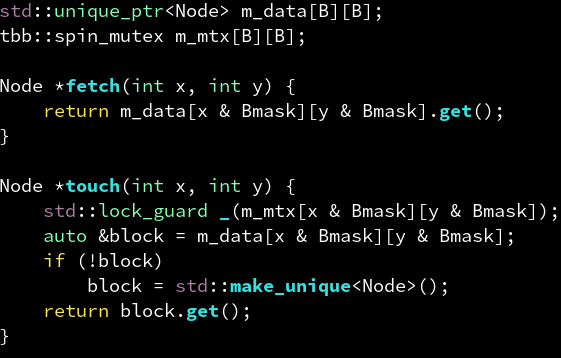 std::unique_ptr<Node> m_data[B][B];
tbb::spin_mutex m_mtx[B][B];

Node *fetch(int x, int y) {
    return m_data[x & Bmask][y & Bmask].get();
}

Node *touch(int x, int y) {
    std::lock_guard _(m_mtx[x & Bmask][y & Bmask]);
    auto &block = m_data[x & Bmask][y & Bmask];
    if (!block)
        block = std::make_unique<Node>();
    return block.get();
}